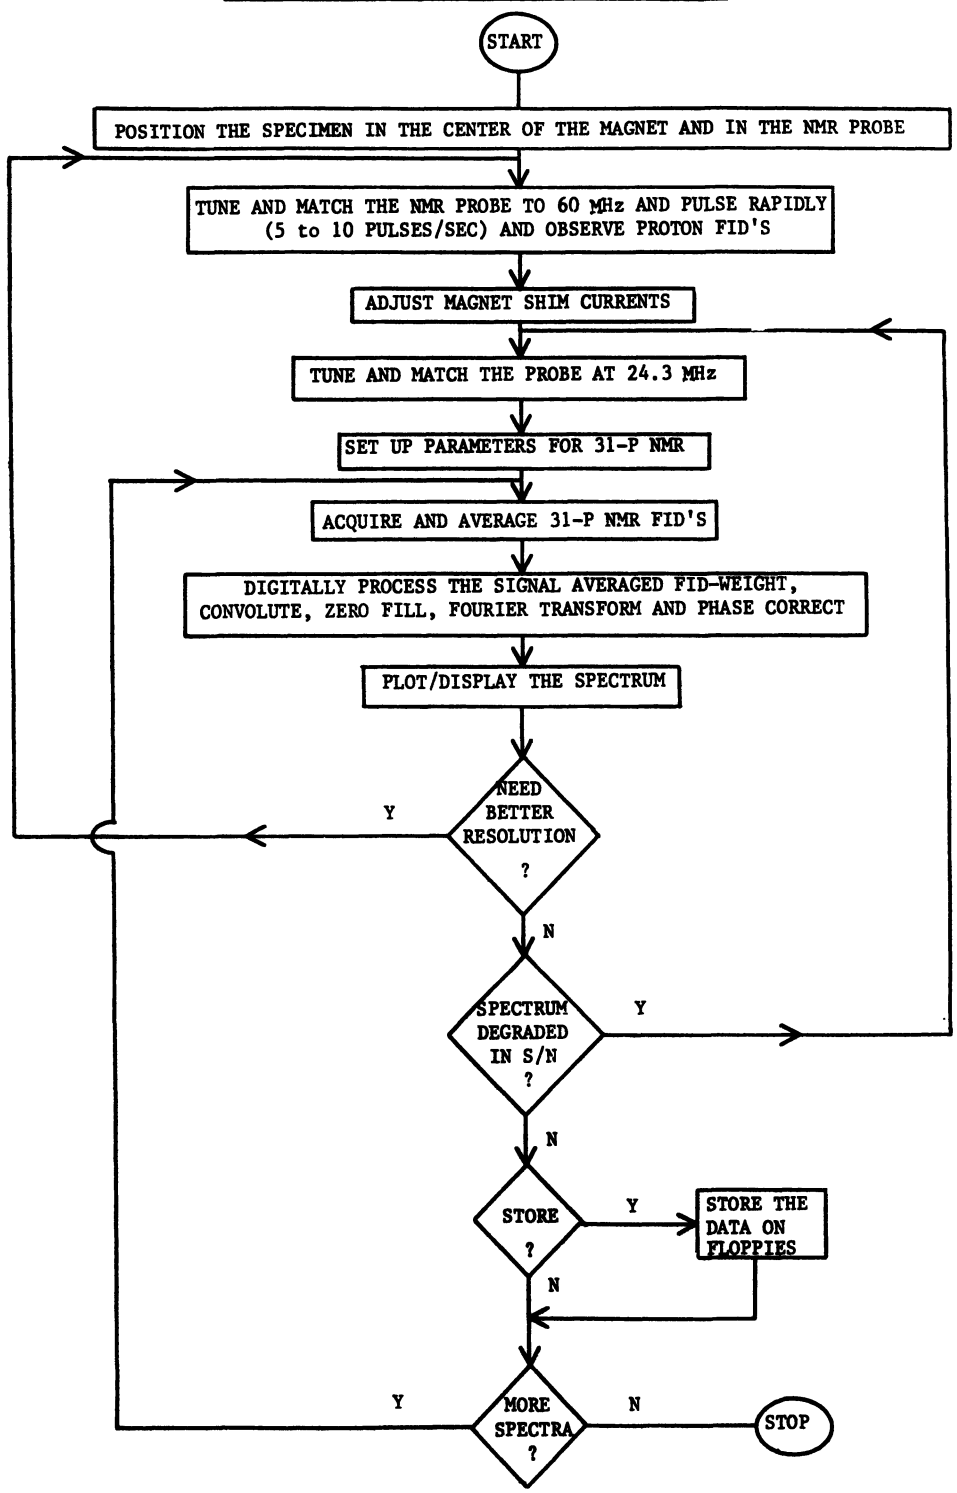 START
POSITION THE SPECIMEN IN THE CENTER OF THE MAGNET AND IN THE NMR PROBE
TUNE AND MATCH THE NMR PROBE TO 60 MHz AND PULSE RAPIDLY
(5 to 10 PULSES/SEC) AND OBSERVE PROTON FID'S
ADJUST MAGNET SHIM CURRENTS
TUNE AND MATCH THE PROBE AT 24.3 MHz
SET UP PARAMETERS FOR 31-P NMR
ACQUIRE AND AVERAGE 31-P NMR FID'S
DIGITALLY PROCESS THE SIGNAL AVERAGED FID-WEIGHT,
CONVOLUTE, ZERO FILL, FOURIER TRANSFORM AND PHASE CORRECT
PLOT/DISPLAY THE SPECTRUM
NEED
BETTER
RESOLUTION
?
Y
N
SPECTRUM
DEGRADED
IN S/N
?
Y
N
STORE
?
Y
STORE THE
DATA ON
FLOPPIES
N
MORE
SPECTRA
?
Y
N
STOP